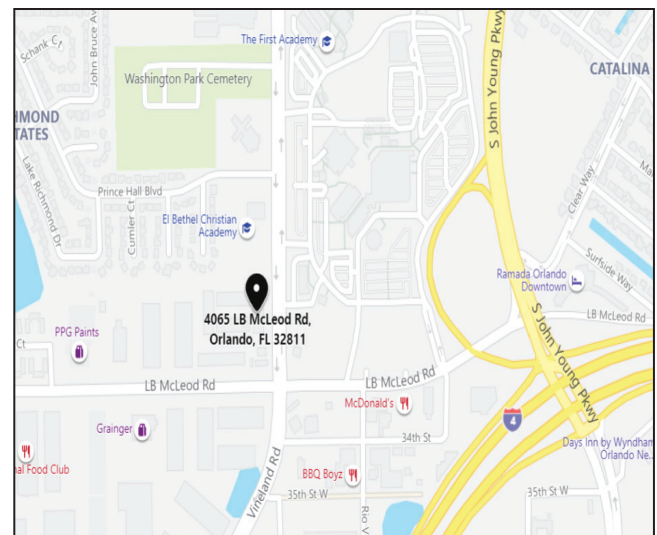 The First Academy
S John Young Pkwy
Schank Ct
John Bruce Ave
CATALINA
Washington Park Cemetery
Lake Richmond Dr
Prince Hall Blvd
Cumler Ct
Clear Way
El Bethel Christian
Academy
Surfside Way
Ramada Orlando
Downtown
4065 LB McLeod Rd,
Orlando, FL 32811
S John Young Pkwy
LB McLeod Rd
PPG Paints
Ct
LB McLeod Rd
LB McLeod Rd
McDonald's
4
Grainger
34th St
Vineland Rd
Days Inn by Wyndham
Orlando Ne...
Food Club
BBQ Boyz
35th St W
35th St W
Rio